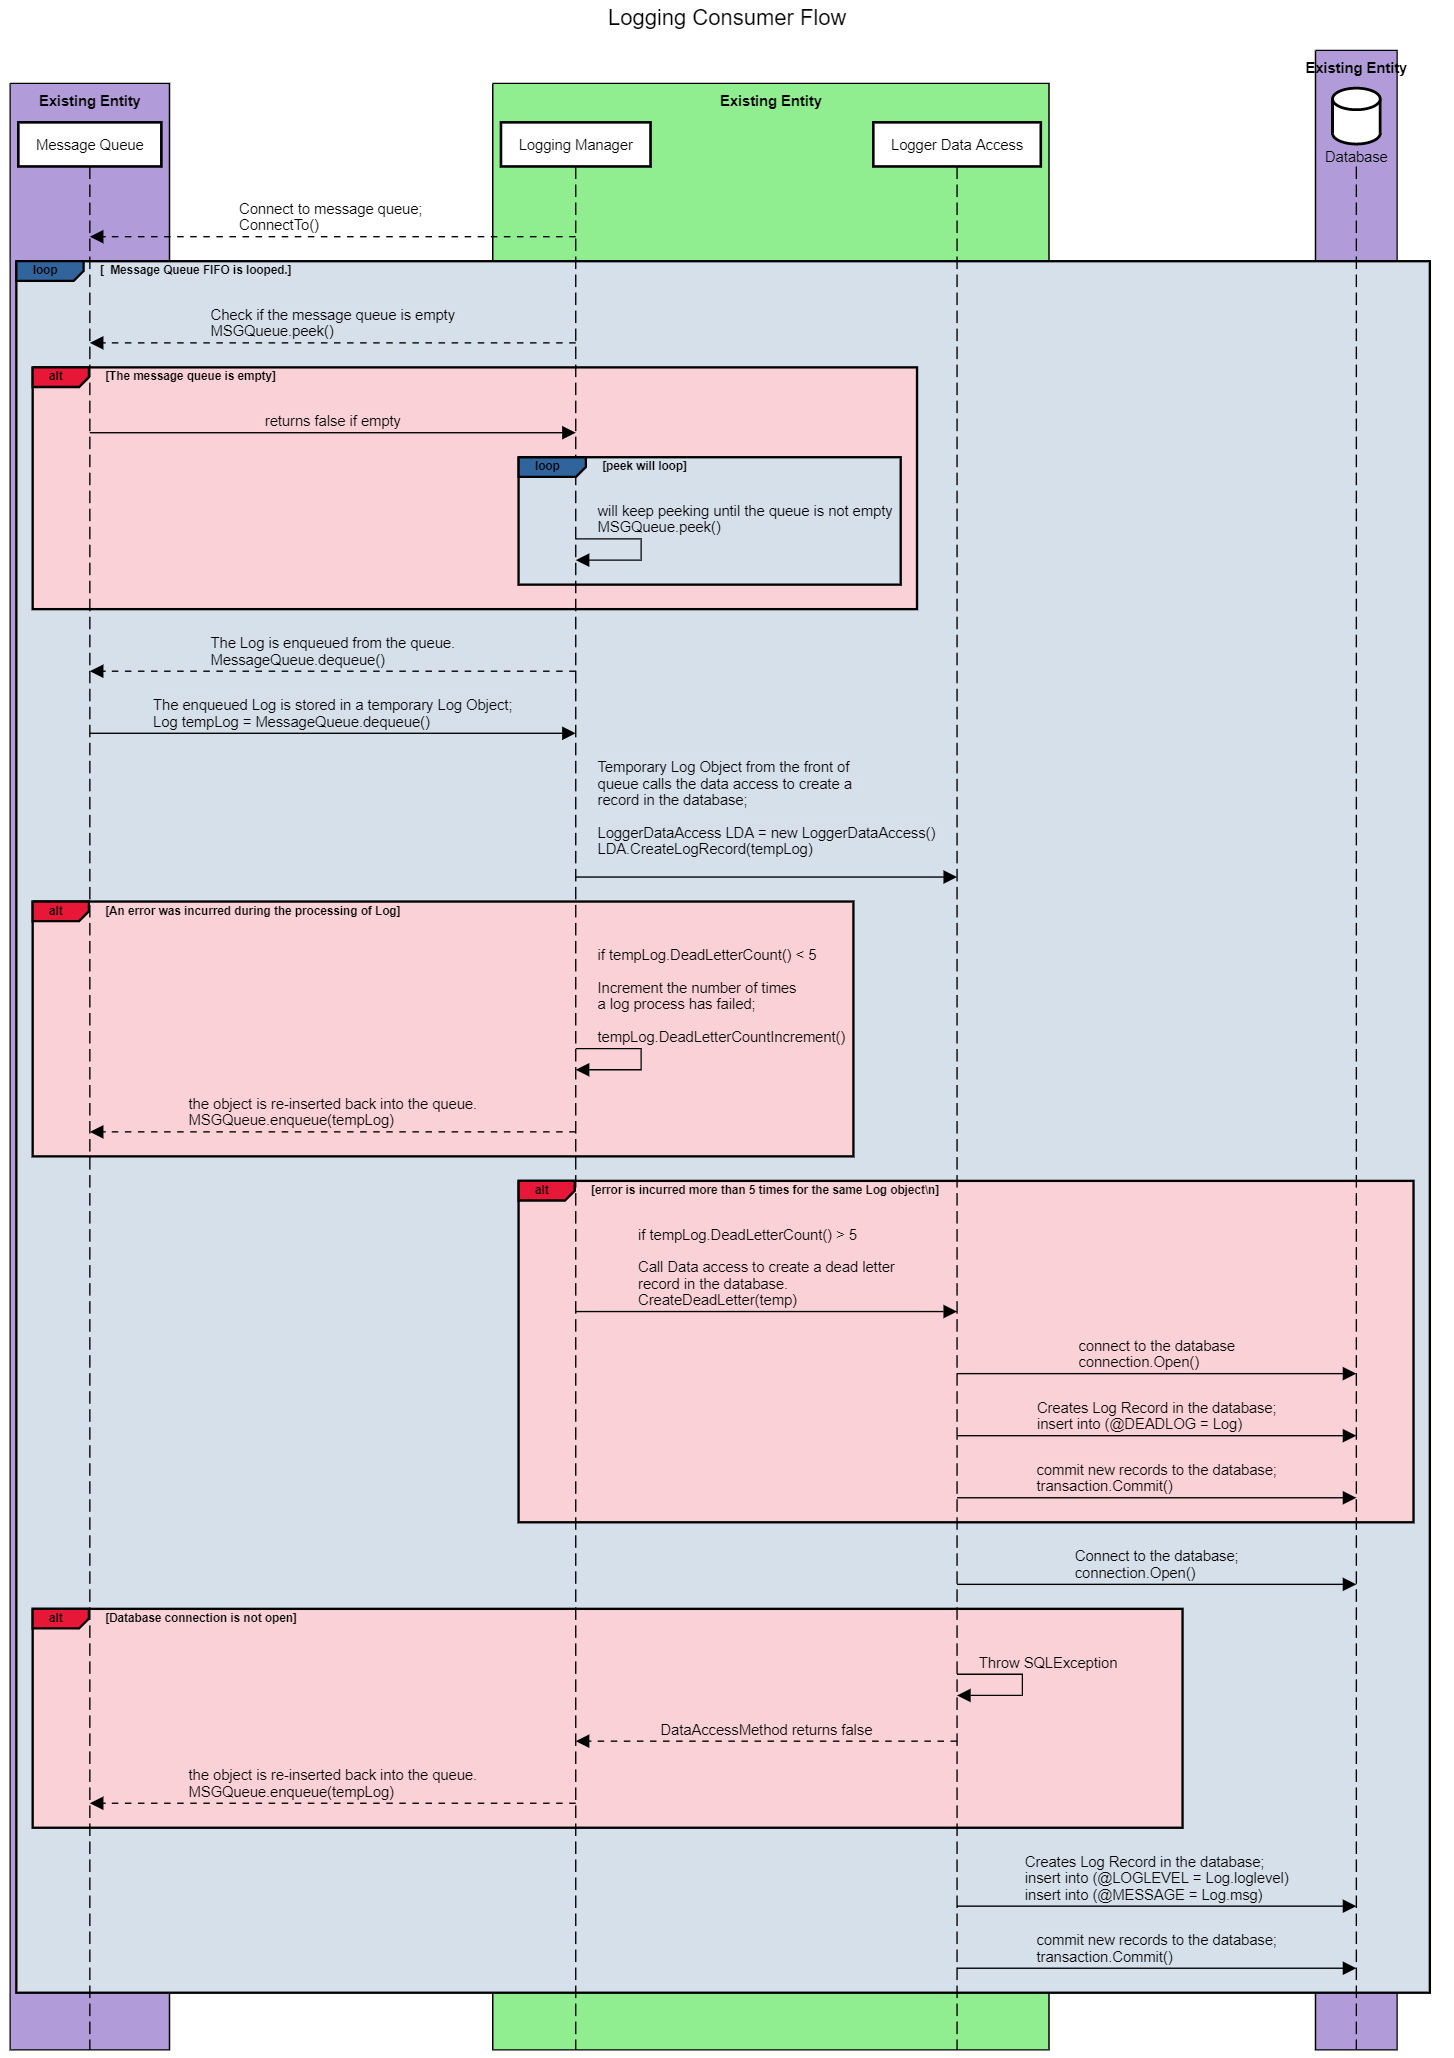 Logging Consumer Flow
Existing Entity
Existing Entity
Existing Entity
Message Queue
Logging Manager
Logger Data Access
Database
Connect to message queue;
ConnectTo()
loop
[  Message Queue FIFO is looped.]
Check if the message queue is empty
MSGQueue.peek()
alt
[The message queue is empty]
returns false if empty
loop
[peek will loop]
will keep peeking until the queue is not empty
MSGQueue.peek()
The Log is enqueued from the queue.
MessageQueue.dequeue()
The enqueued Log is stored in a temporary Log Object;
Log tempLog = MessageQueue.dequeue()
Temporary Log Object from the front of
queue calls the data access to create a
record in the database;
LoggerDataAccess LDA = new LoggerDataAccess()
LDA.CreateLogRecord(tempLog)
alt
[An error was incurred during the processing of Log]
if tempLog.DeadLetterCount() < 5
Increment the number of times
a log process has failed;
tempLog.DeadLetterCountIncrement()
the object is re-inserted back into the queue.
MSGQueue.enqueue(tempLog)
alt
[error is incurred more than 5 times for the same Log object\n]
if tempLog.DeadLetterCount() > 5
Call Data access to create a dead letter
record in the database.
CreateDeadLetter(temp)
connect to the database
connection.Open()
Creates Log Record in the database;
insert into (@DEADLOG = Log)
commit new records to the database;
transaction.Commit()
Connect to the database;
connection.Open()
alt
[Database connection is not open]
Throw SQLException
DataAccessMethod returns false
the object is re-inserted back into the queue.
MSGQueue.enqueue(tempLog)
Creates Log Record in the database;
insert into (@LOGLEVEL = Log.loglevel)
insert into (@MESSAGE = Log.msg)
commit new records to the database;
transaction.Commit()